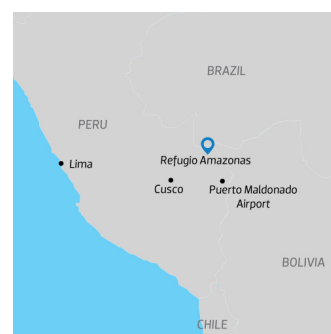 BRAZIL
PERU
Refugio Amazonas
Lima
Cusco
Puerto Maldonado
Airport
BOLIVIA
CHILE